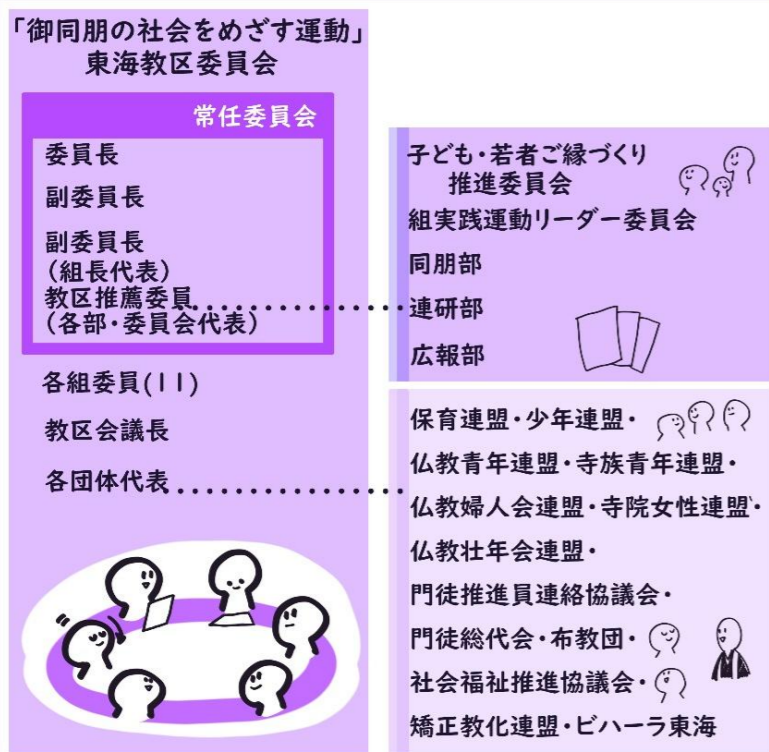 「御同朋の社会をめざす運動」
東海教区委員会
常任委員会
委員長
副委員長
副委員長
(組長代表)
教区推薦委員
(各部・委員会代表)
各組委員(11)
教区会議長
各団体代表
子ども・若者ご縁づくり
推進委員会
組実践運動リーダー委員会
同朋部
連研部
広報部
保育連盟・少年連盟・
仏教青年連盟・寺族青年連盟・
仏教婦人会連盟・寺院女性連盟・
仏教壮年会連盟・
門徒推進員連絡協議会・
門徒総代会・布教団・
社会福祉推進協議会・
矯正教化連盟・ビハーラ東海